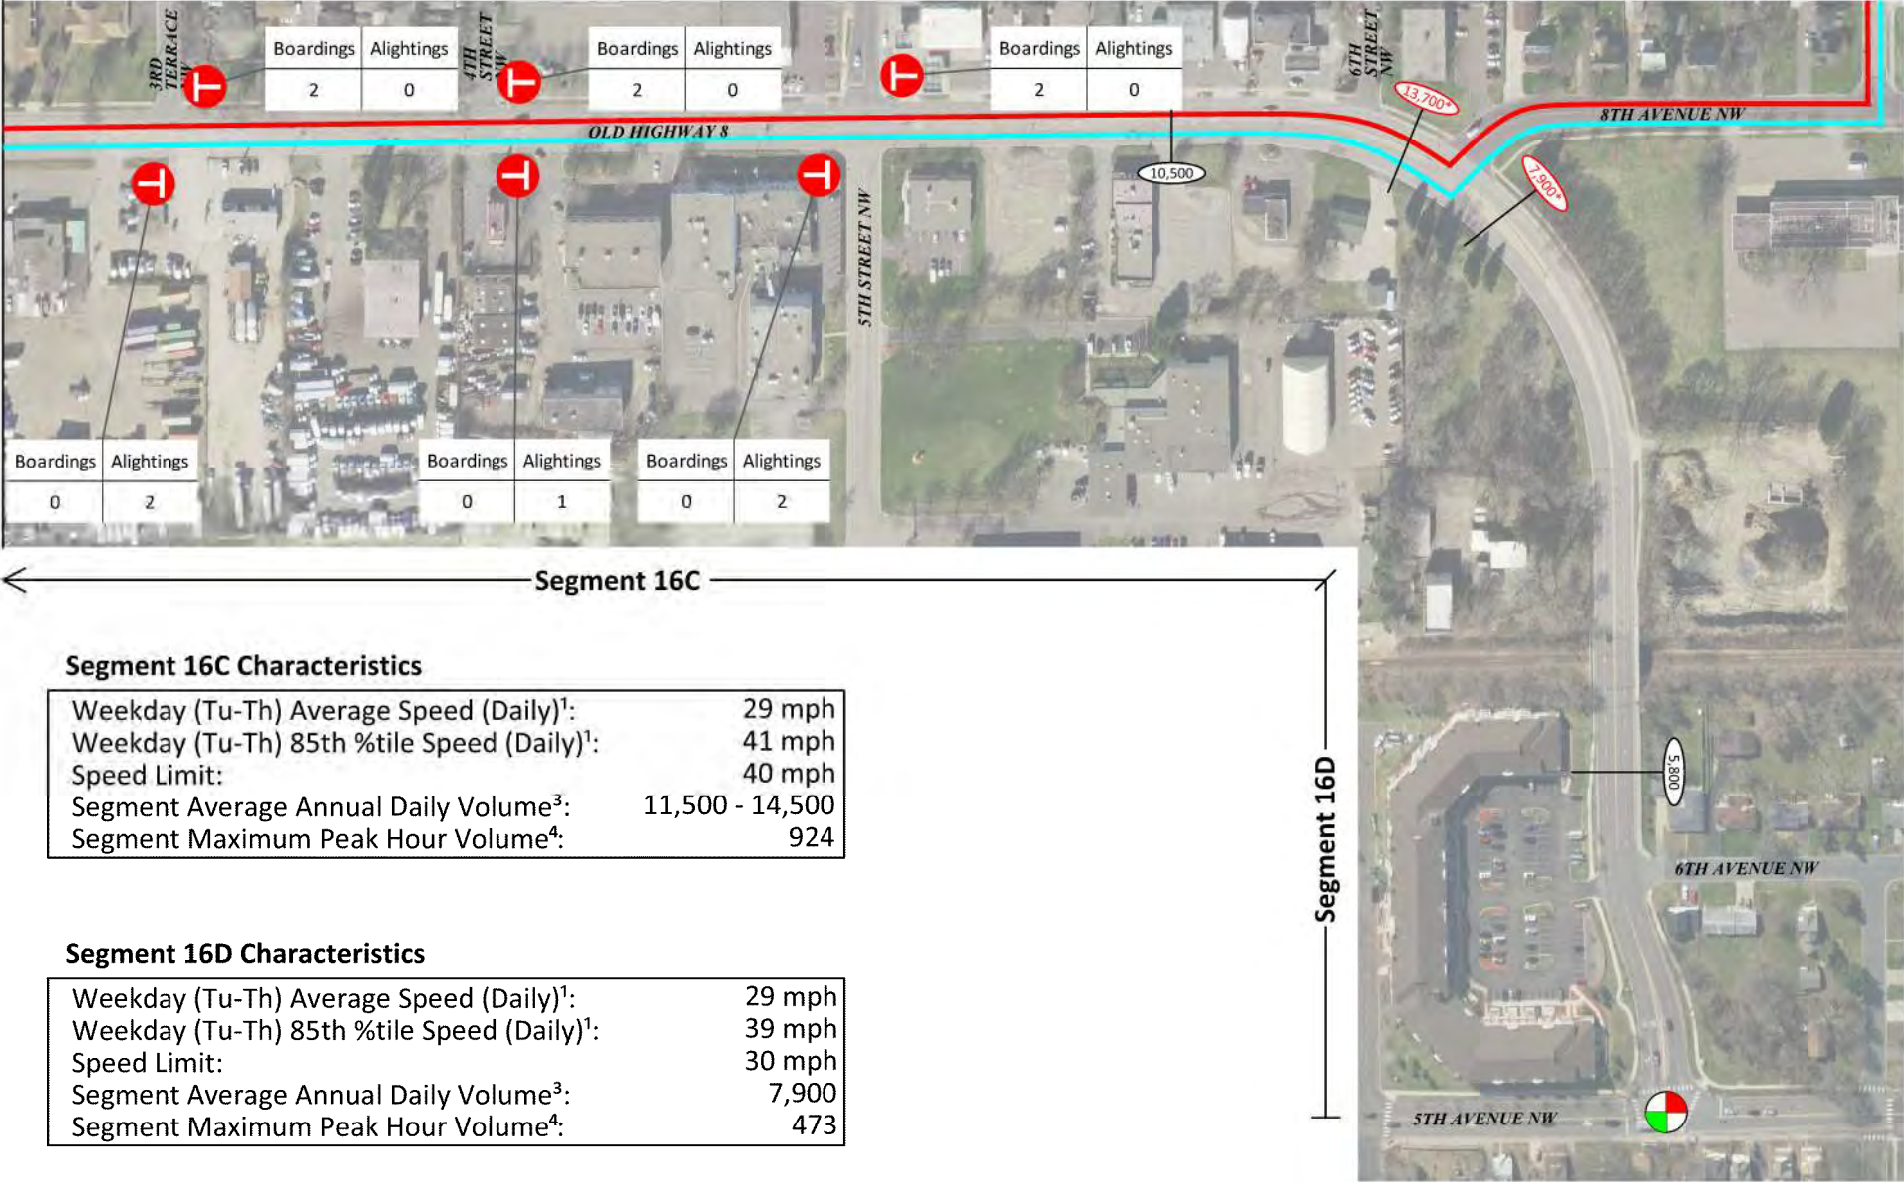 3RD
TERRACE
NW
Boardings Alightings
2 0
4TH
STREET
NW
Boardings Alightings
2 0
Boardings Alightings
2 0
6TH
STREET
NW
13,700*
OLD HIGHWAY 8
8TH AVENUE NW
10,500
7,900*
5TH STREET NW
Boardings Alightings
0 2
Boardings Alightings
0 1
Boardings Alightings
0 2
Segment 16C
Segment 16C Characteristics
Weekday (Tu-Th) Average Speed (Daily)¹: 29 mph
Weekday (Tu-Th) 85th %tile Speed (Daily)¹: 41 mph
Speed Limit: 40 mph
Segment Average Annual Daily Volume³: 11,500 - 14,500
Segment Maximum Peak Hour Volume⁴: 924
Segment 16D
5,800
6TH AVENUE NW
Segment 16D Characteristics
Weekday (Tu-Th) Average Speed (Daily)¹: 29 mph
Weekday (Tu-Th) 85th %tile Speed (Daily)¹: 39 mph
Speed Limit: 30 mph
Segment Average Annual Daily Volume³: 7,900
Segment Maximum Peak Hour Volume⁴: 473
5TH AVENUE NW